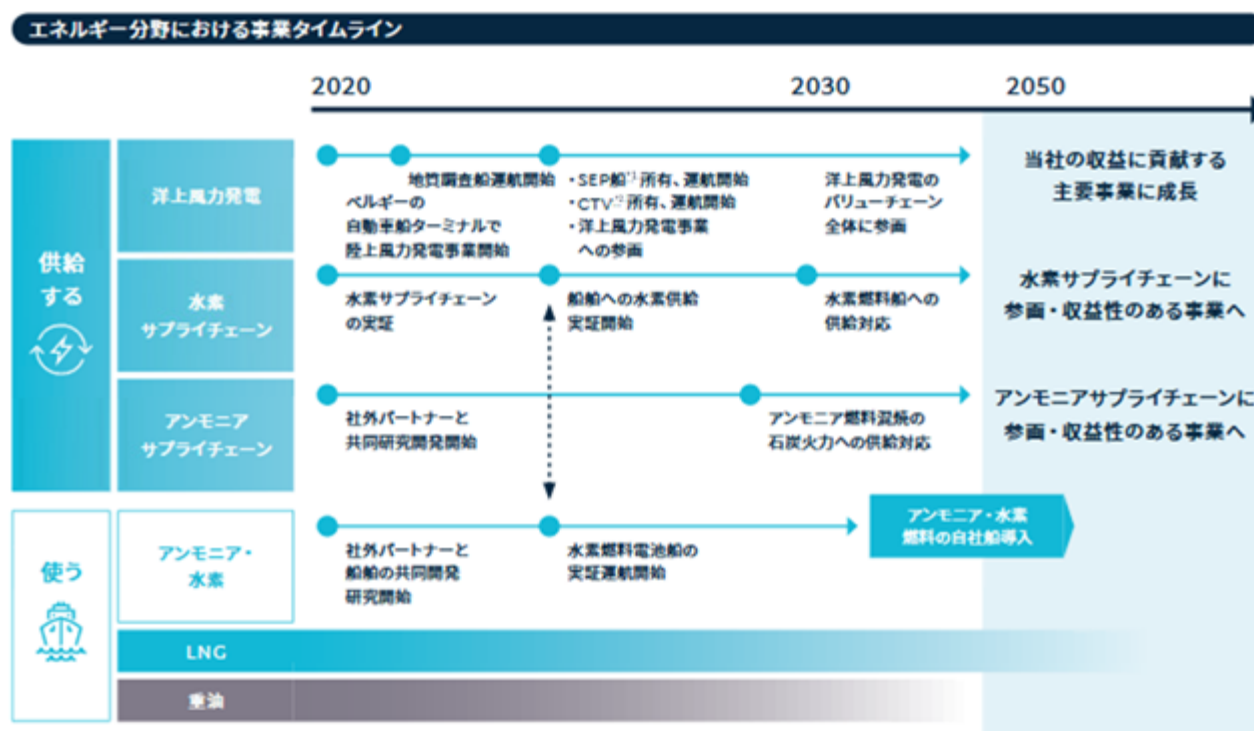 エネルギー分野における事業タイムライン
2020
2030
2050
供給
する
洋上風力発電
地質調査船運航開始
ベルギーの
自動車船ターミナルで
陸上風力発電事業開始
・SEP船*1所有、運航開始
・CTV*2所有、運航開始
・洋上風力発電事業
への参画
洋上風力発電の
バリューチェーン
全体に参画
当社の収益に貢献する
主要事業に成長
水素
サプライチェーン
水素サプライチェーン
の実証
船舶への水素供給
実証開始
水素燃料船への
供給対応
水素サプライチェーンに
参画・収益性のある事業へ
アンモニア
サプライチェーン
社外パートナーと
共同研究開発開始
アンモニア燃料混焼の
石炭火力への供給対応
アンモニアサプライチェーンに
参画・収益性のある事業へ
使う
アンモニア・
水素
社外パートナーと
船舶の共同開発
研究開始
水素燃料電池船の
実証運航開始
アンモニア・水素
燃料の自社船導入
LNG
重油